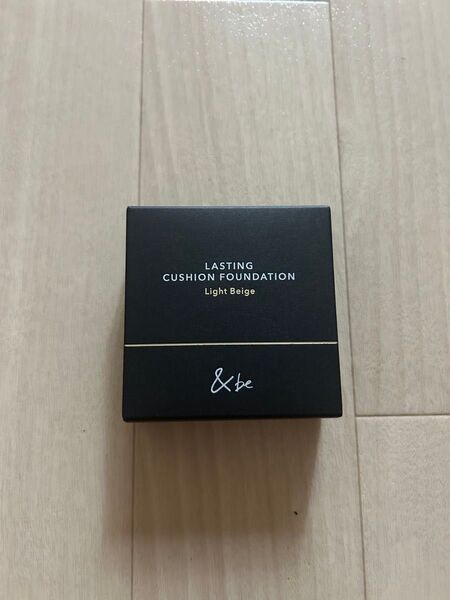 LASTING
CUSHION FOUNDATION
Light Beige
&be